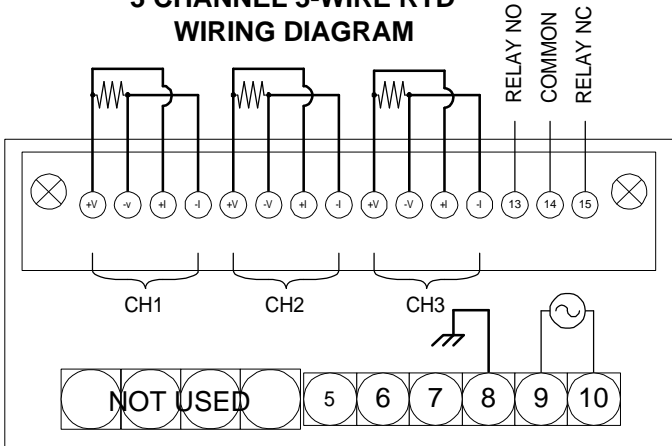 3 CHANNEL 3-WIRE RTD
WIRING DIAGRAM
RELAY NO
COMMON
RELAY NC
+V -v +I -I +V -V +I -I +V -V +I -I 13 14 15
CH1 CH2 CH3
NOT USED 5 6 7 8 9 10